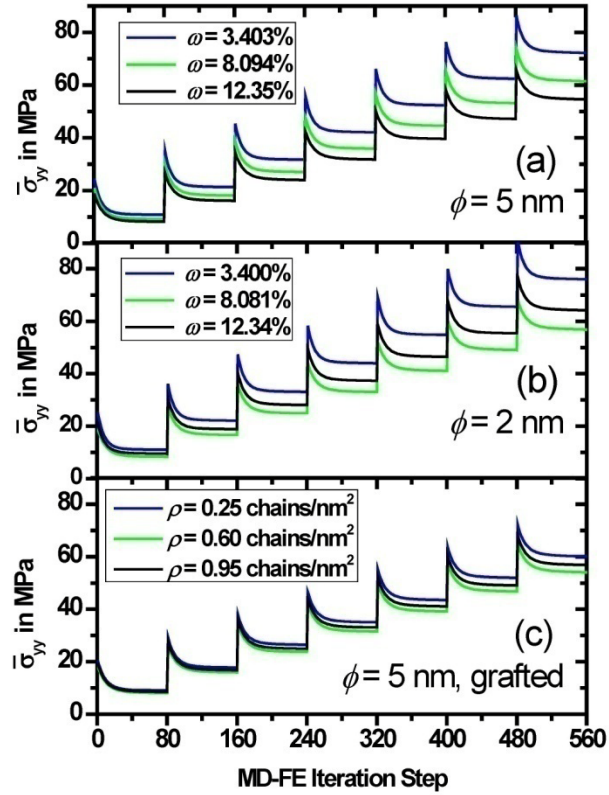 80
60
40
20
0
σ̄yy in MPa
ω = 3.403%
ω = 8.094%
ω = 12.35%
(a)
ϕ = 5 nm
80
60
40
20
0
σ̄yy in MPa
ω = 3.400%
ω = 8.081%
ω = 12.34%
(b)
ϕ = 2 nm
80
60
40
20
0
σ̄yy in MPa
ρ = 0.25 chains/nm²
ρ = 0.60 chains/nm²
ρ = 0.95 chains/nm²
(c)
ϕ = 5 nm, grafted
0 80 160 240 320 400 480 560
MD-FE Iteration Step